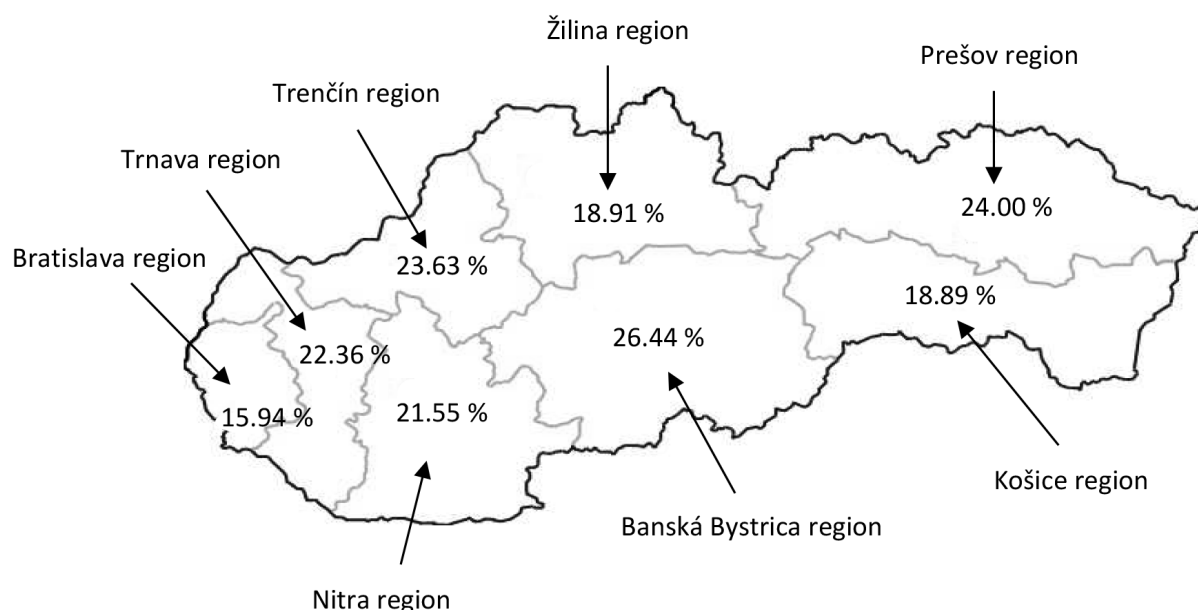 Žilina region
Prešov region
Trenčín region
Trnava region
18.91 %
24.00 %
Bratislava region
23.63 %
18.89 %
22.36 %
26.44 %
15.94 %
21.55 %
Košice region
Banská Bystrica region
Nitra region